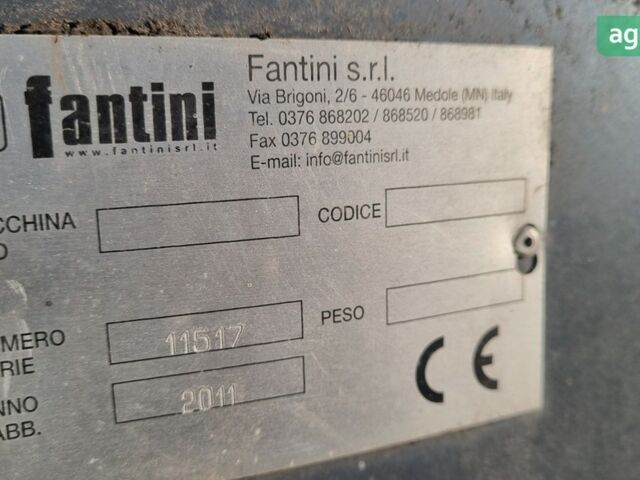 ag
fantini
www.fantinisrl.it
Fantini s.r.l.
Via Brigoni, 2/6 - 46046 Medole (MN) Italy
Tel. 0376 868202 / 868520 / 868981
Fax 0376 899004
E-mail: info@fantinisrl.it
CCHINA
O
CODICE
MERO
RIE
11517
PESO
NNO
ABB.
2011
CE